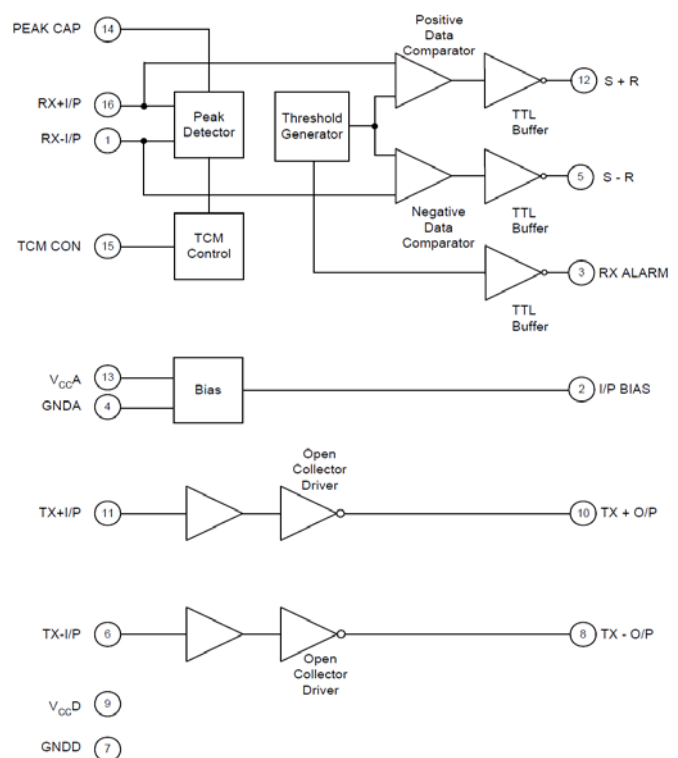 PEAK CAP 14
Positive
Data
Comparator
RX+I/P 16
12 S + R
Peak
Detector
Threshold
Generator
TTL
Buffer
RX-I/P 1
5 S - R
Negative
Data
Comparator
TTL
Buffer
TCM CON 15
TCM
Control
3 RX ALARM
TTL
Buffer
VCCA 13
GNDA 4
Bias
2 I/P BIAS
Open
Collector
Driver
TX+I/P 11
10 TX + O/P
TX-I/P 6
8 TX - O/P
Open
Collector
Driver
VCCD 9
GNDD 7